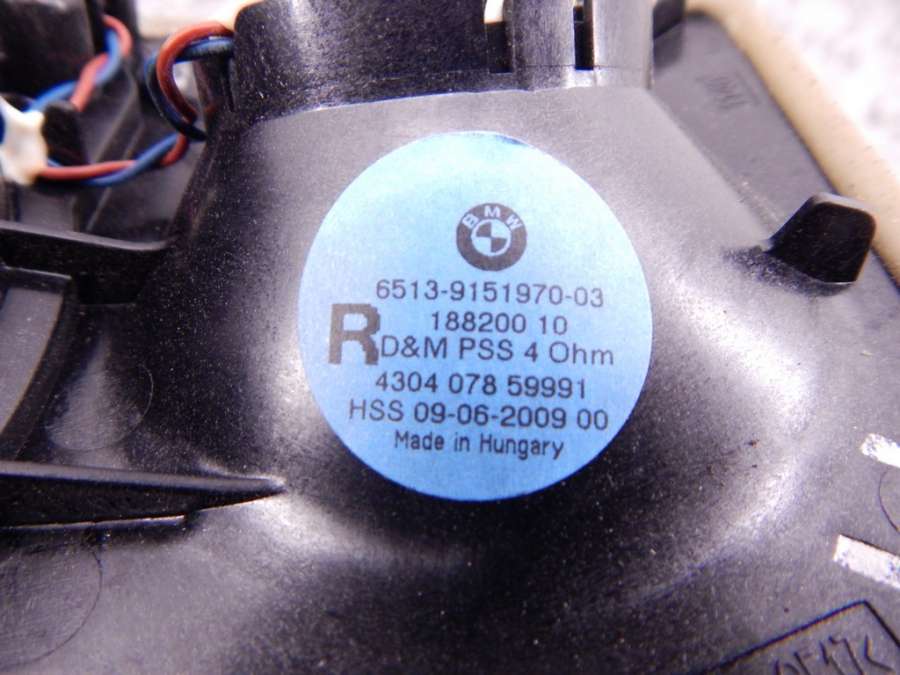 BMW
6513-9151970-03
188200 10
R D&M PSS 4 Ohm
4304 078 59991
HSS 09-06-2009 00
Made in Hungary